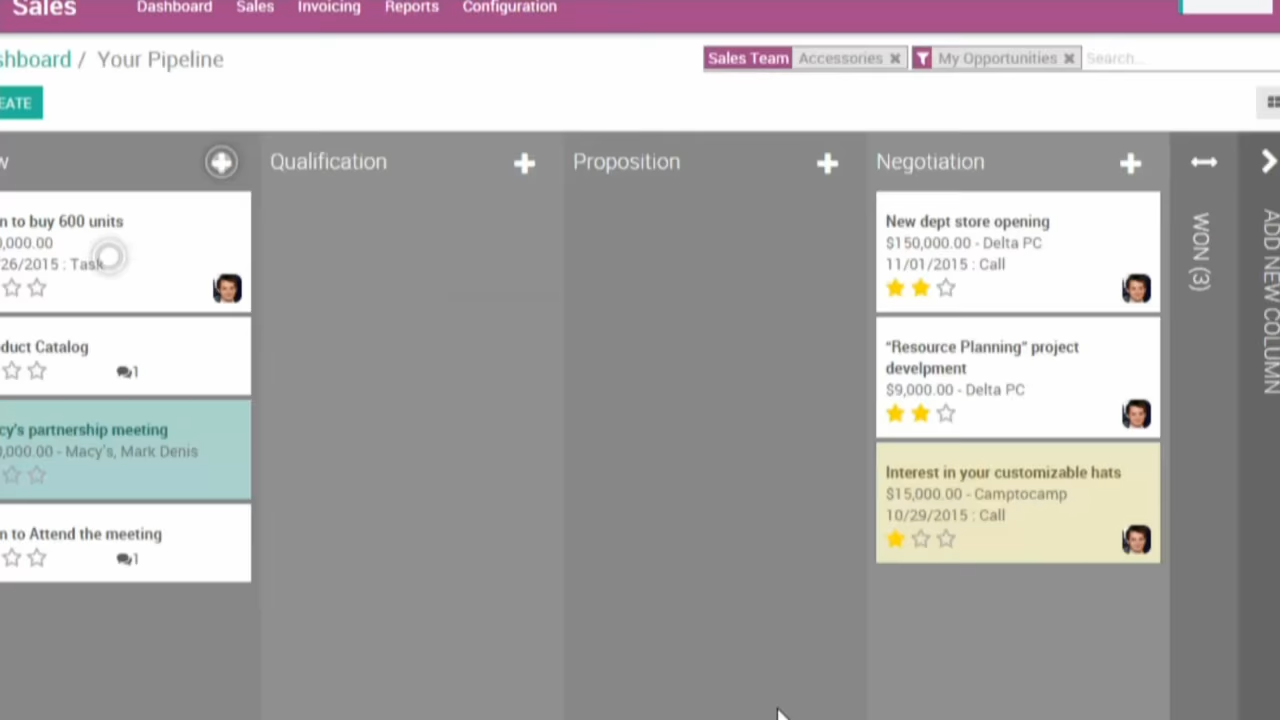 Sales Dashboard Sales Invoicing Reports Configuration
shboard / Your Pipeline
Sales Team Accessories × My Opportunities × Search...
EATE
w
n to buy 600 units
,000.00
26/2015 : Task
duct Catalog
1
cy's partnership meeting
,000.00 - Macy's, Mark Denis
n to Attend the meeting
1
Qualification
Proposition
Negotiation
New dept store opening
$150,000.00 - Delta PC
11/01/2015 : Call
"Resource Planning" project
develpment
$9,000.00 - Delta PC
Interest in your customizable hats
$15,000.00 - Camptocamp
10/29/2015 : Call
WON (3)
ADD NEW COLUMN